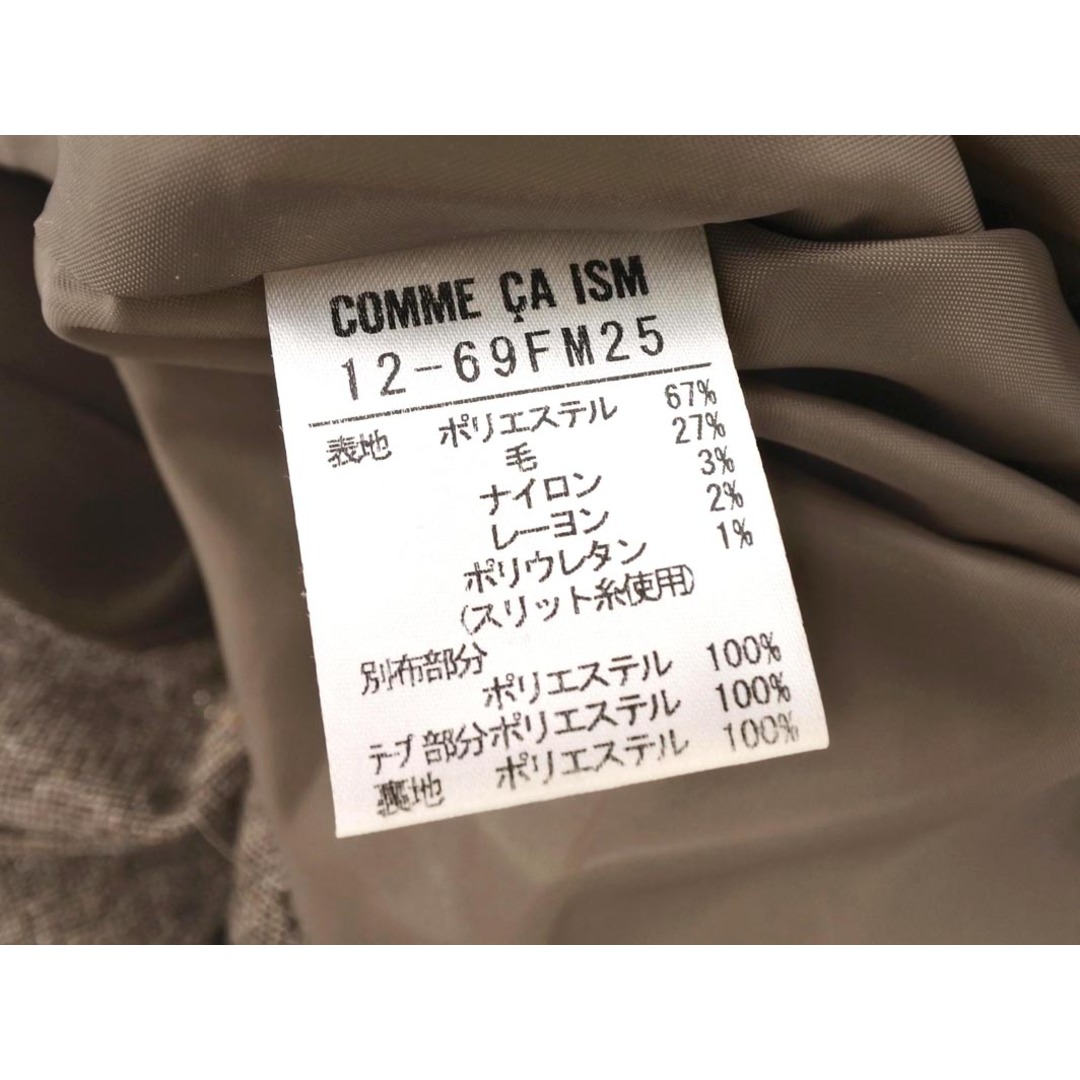 COMME ÇA ISM
12-69FM25
表地 ポリエステル 67%
毛 27%
ナイロン 3%
レーヨン 2%
ポリウレタン 1%
(スリット糸使用)
別布部分
ポリエステル 100%
テープ部分ポリエステル 100%
裏地 ポリエステル 100%